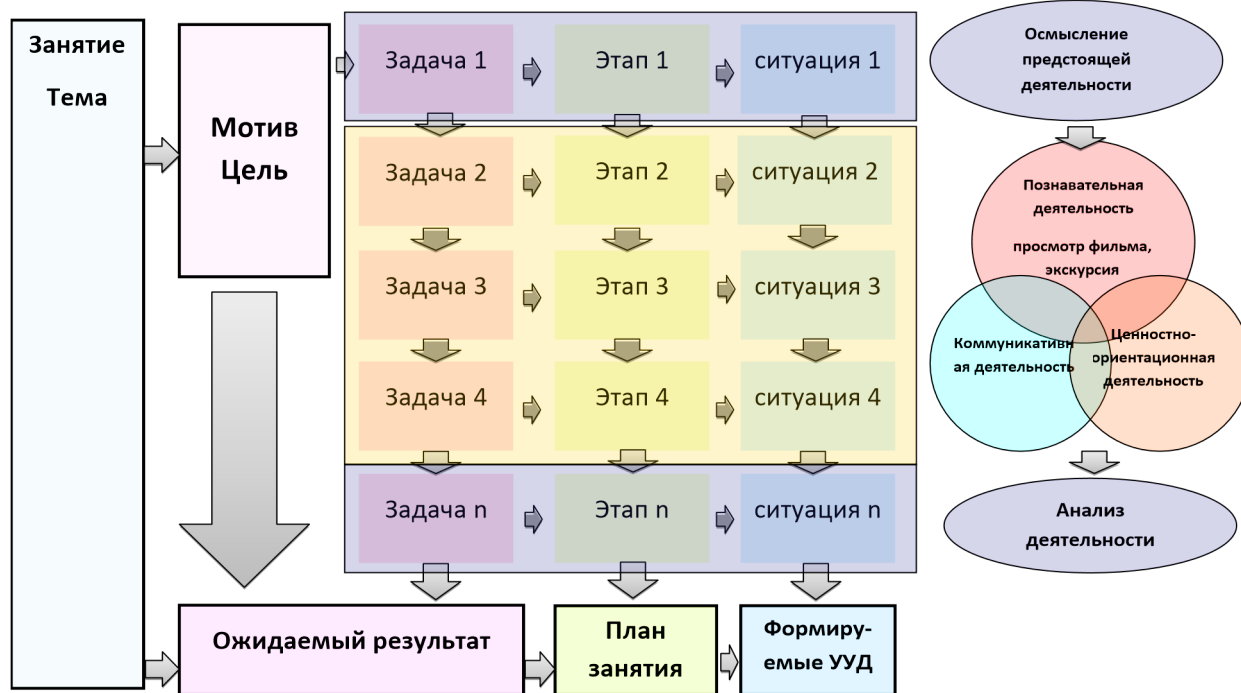 Занятие
Тема
Мотив
Цель
Задача 1
Этап 1
ситуация 1
Задача 2
Этап 2
ситуация 2
Задача 3
Этап 3
ситуация 3
Задача 4
Этап 4
ситуация 4
Задача n
Этап n
ситуация n
Ожидаемый результат
План
занятия
Формиру-
емые УУД
Осмысление
предстоящей
деятельности
Познавательная
деятельность
просмотр фильма,
экскурсия
Коммуникативн
ая деятельность
Ценностно-
ориентационная
деятельность
Анализ
деятельности